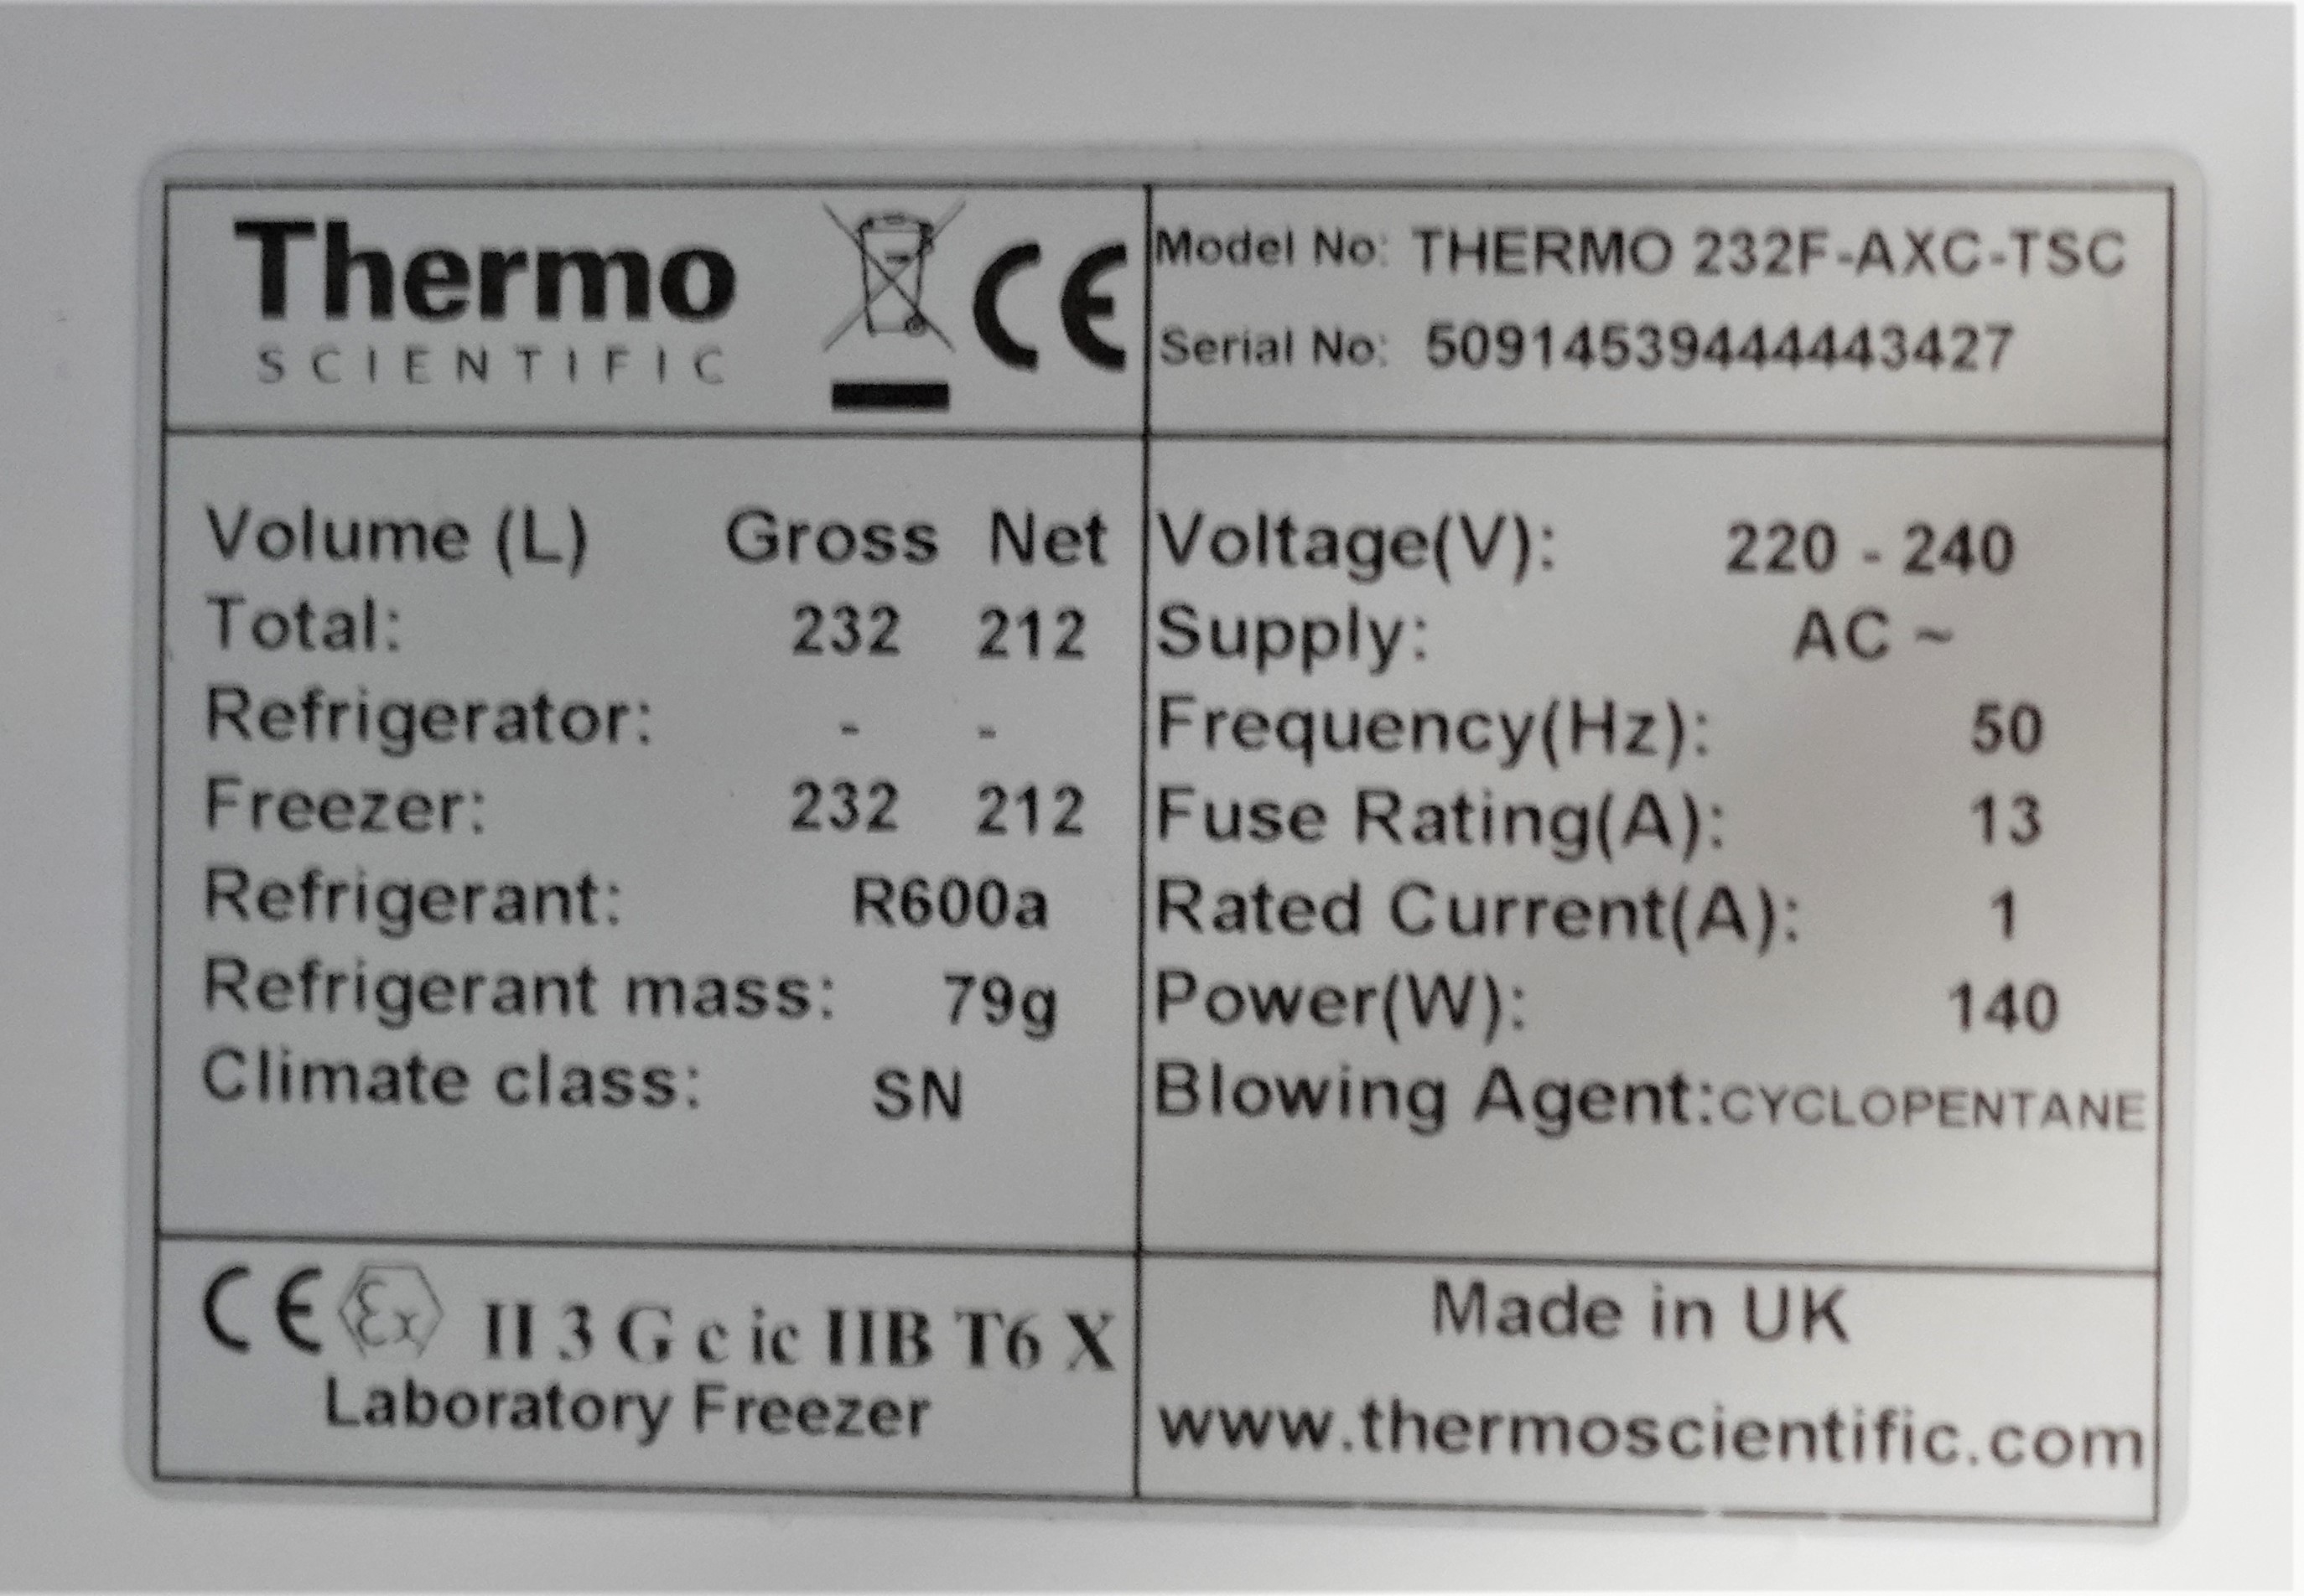 Thermo
SCIENTIFIC
CE
Model No: THERMO 232F-AXC-TSC
Serial No: 50914539444443427
Volume (L) Gross Net
Total: 232 212
Refrigerator: - -
Freezer: 232 212
Refrigerant: R600a
Refrigerant mass: 79g
Climate class: SN
Voltage(V): 220 - 240
Supply: AC ~
Frequency(Hz): 50
Fuse Rating(A): 13
Rated Current(A): 1
Power(W): 140
Blowing Agent:CYCLOPENTANE
CE Ex II 3 G c ic IIB T6 X
Laboratory Freezer
Made in UK
www.thermoscientific.com